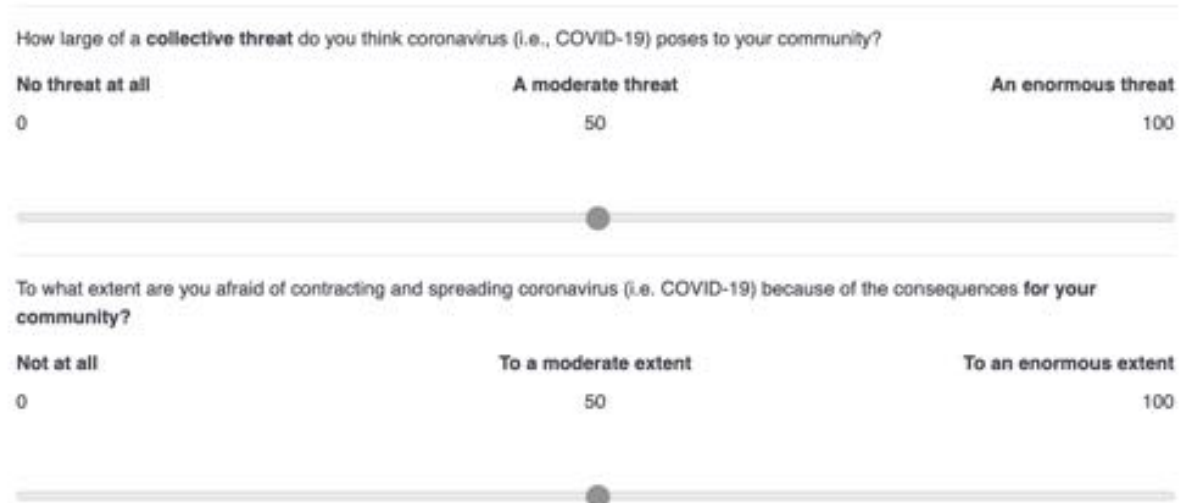 How large of a collective threat do you think coronavirus (i.e., COVID-19) poses to your community?
No threat at all A moderate threat An enormous threat
0 50 100
To what extent are you afraid of contracting and spreading coronavirus (i.e. COVID-19) because of the consequences for your
community?
Not at all To a moderate extent To an enormous extent
0 50 100